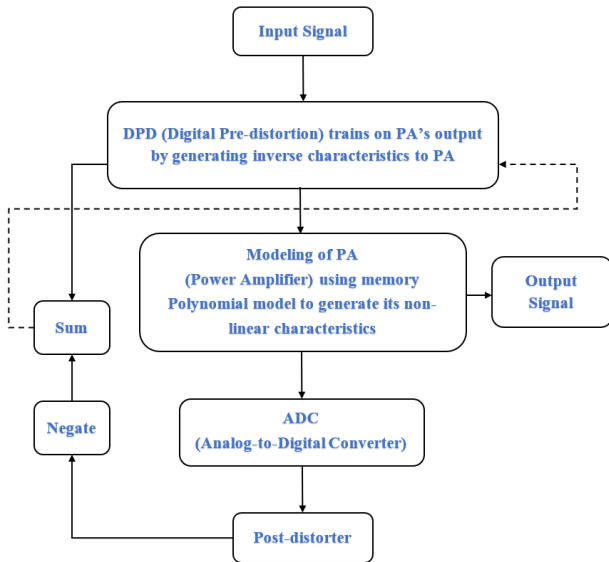 Input Signal
DPD (Digital Pre-distortion) trains on PA’s output
by generating inverse characteristics to PA
Modeling of PA
(Power Amplifier) using memory
Polynomial model to generate its non-
linear characteristics
Output
Signal
Sum
Negate
ADC
(Analog-to-Digital Converter)
Post-distorter